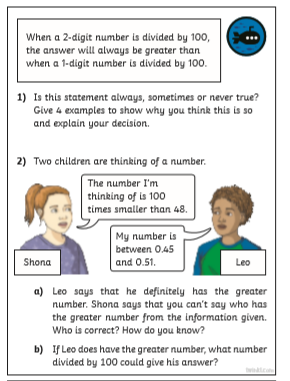 When a 2-digit number is divided by 100,
the answer will always be greater than
when a 1-digit number is divided by 100.
1) Is this statement always, sometimes or never true?
Give 4 examples to show why you think this is so
and explain your decision.
2) Two children are thinking of a number.
The number I'm
thinking of is 100
times smaller than 48.
My number is
between 0.45
and 0.51.
Shona
Leo
a) Leo says that he definitely has the greater
number. Shona says that you can't say who has
the greater number from the information given.
Who is correct? How do you know?
b) If Leo does have the greater number, what number
divided by 100 could give his answer?